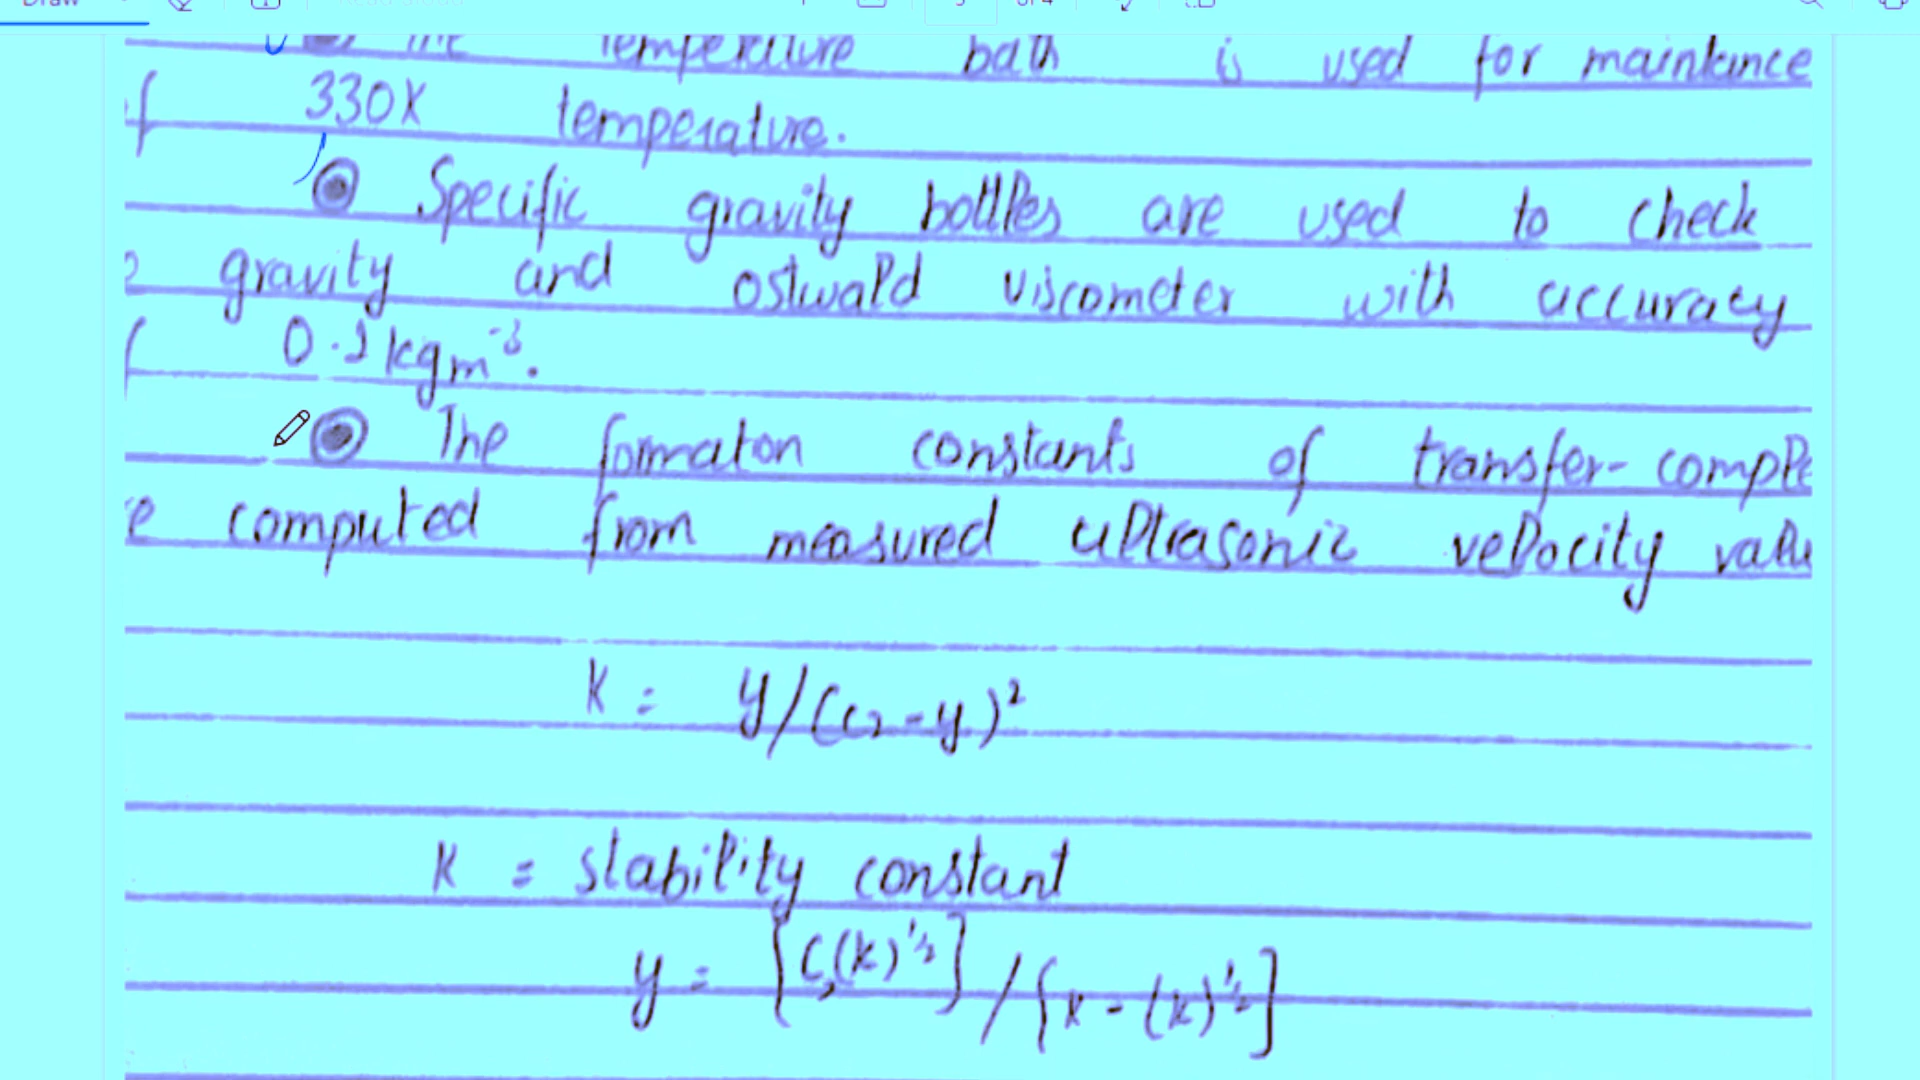 Draw
temperature bath is used for maintance
f 330K temperature.
Specific gravity bottles are used to check
gravity and ostwald viscometer with accuracy
0.1 kgm⁻³.
The formaton constants of transfer-comple
e computed from measured ultrasonic velocity valu
K = y/(c₂-y)²
K = stability constant
y = [C₂(k)^½] / [k - (k)^½]